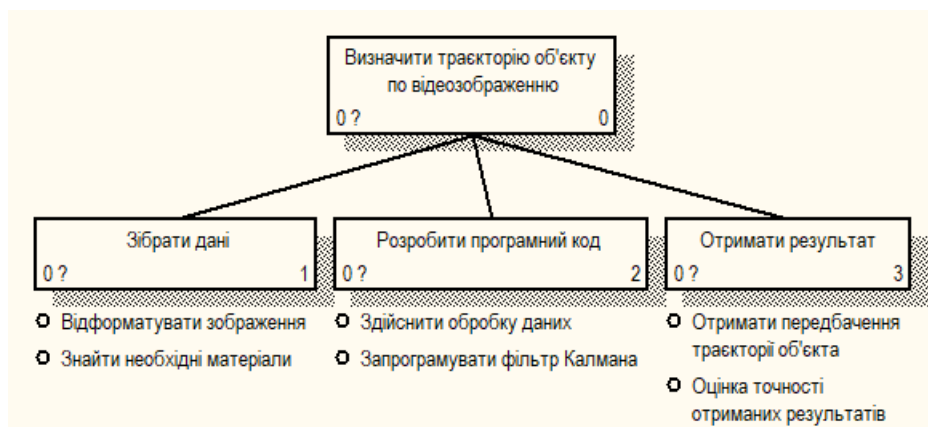 Визначити траєкторію об'єкту
по відеозображенню
0 ? 0
Зібрати дані
0 ? 1
Розробити програмний код
0 ? 2
Отримати результат
0 ? 3
Відформатувати зображення
Знайти необхідні матеріали
Здійснити обробку даних
Запрограмувати фільтр Калмана
Отримати передбачення
траєкторії об'єкта
Оцінка точності
отриманих результатів